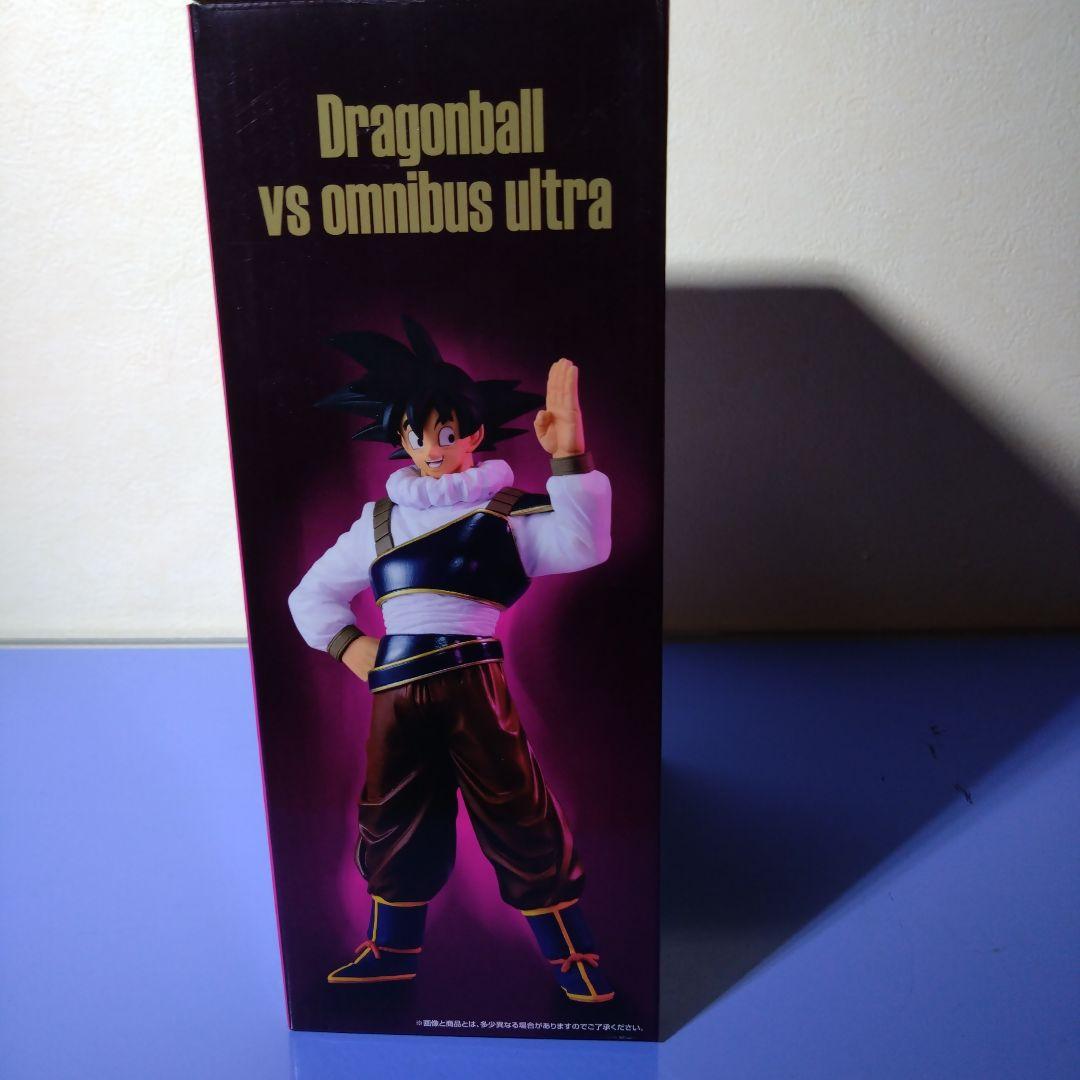 Dragonball
vs omnibus ultra
※画像と商品とは、多少異なる場合がありますのでご了承ください。